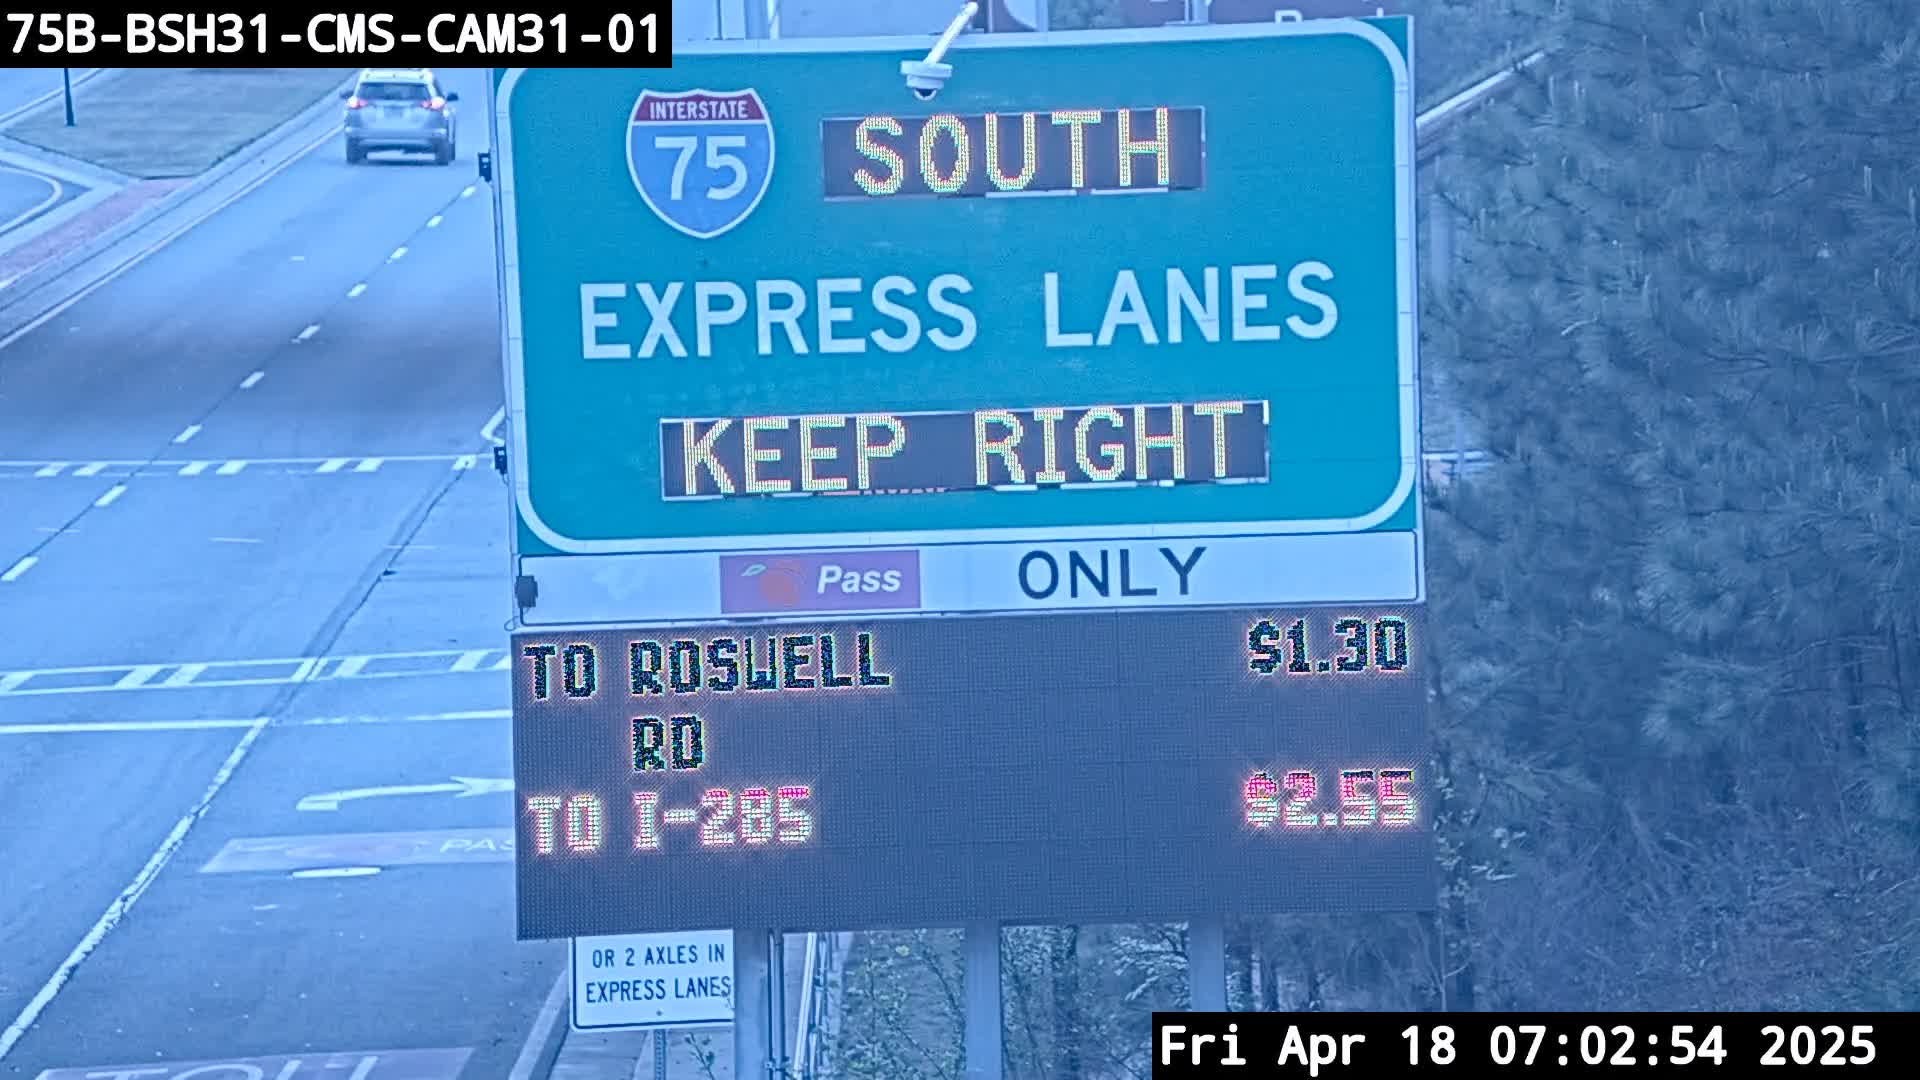 75B-BSH31-CMS-CAM31-01
INTERSTATE
75
SOUTH
EXPRESS LANES
KEEP RIGHT
Pass ONLY
TO ROSWELL $1.30
RD
TO I-285 $2.55
OR 2 AXLES IN
EXPRESS LANES
Fri Apr 18 07:02:54 2025